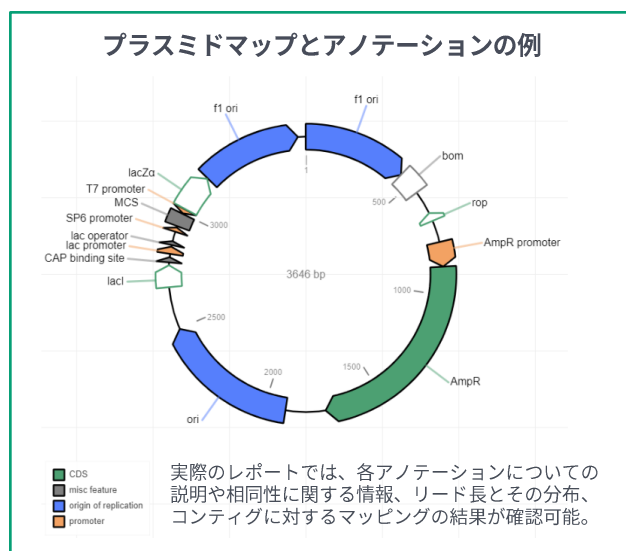 プラスミドマップとアノテーションの例
f1 ori
f1 ori
bom
rop
AmpR promoter
AmpR
ori
lacI
CAP binding site
lac promoter
lac operator
SP6 promoter
MCS
T7 promoter
lacZα
1
500
1000
1500
2000
2500
3000
3646 bp
CDS
misc feature
origin of replication
promoter
実際のレポートでは、各アノテーションについての
説明や相同性に関する情報、リード長とその分布、
コンティグに対するマッピングの結果が確認可能。